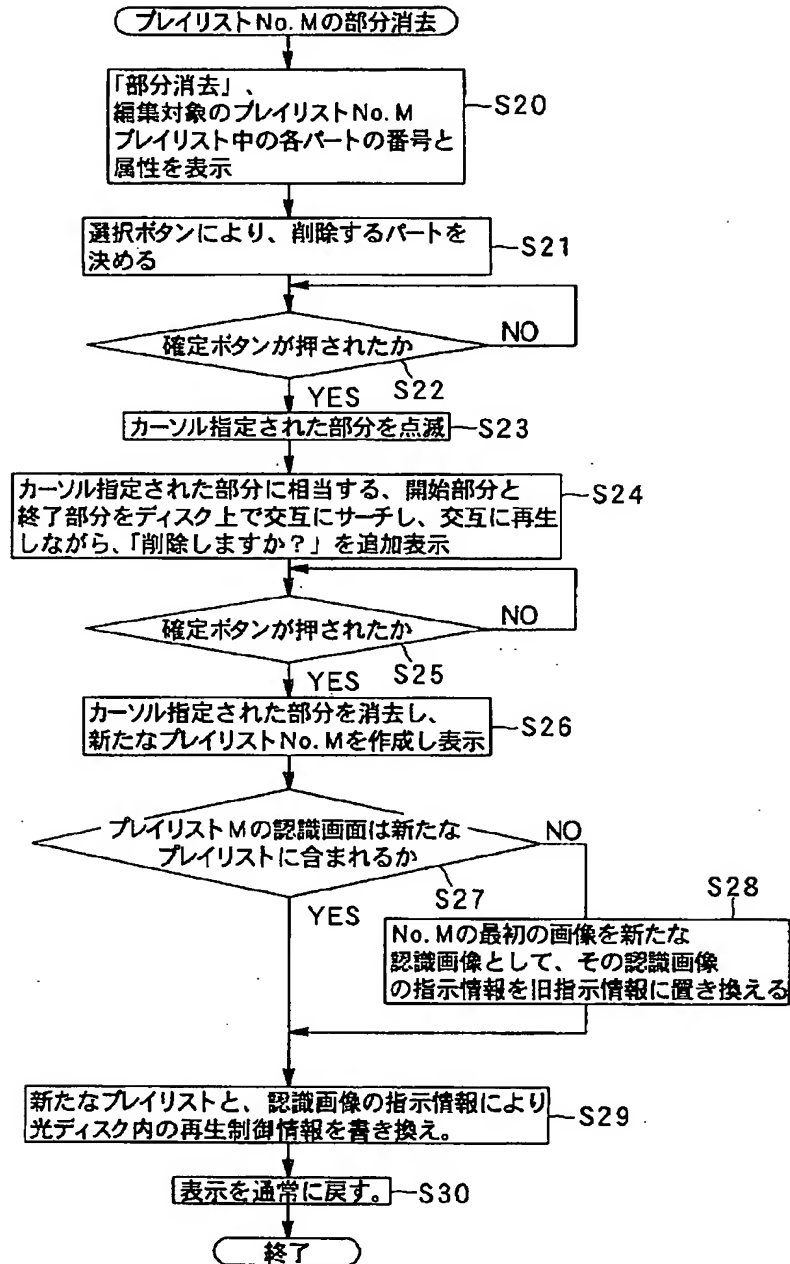 プレイリストNo.Mの部分消去
「部分消去」、
編集対象のプレイリストNo.M
プレイリスト中の各パートの番号と
属性を表示
S20
選択ボタンにより、削除するパートを
決める
S21
確定ボタンが押されたか
NO
S22
YES
カーソル指定された部分を点滅
S23
カーソル指定された部分に相当する、開始部分と
終了部分をディスク上で交互にサーチし、交互に再生
しながら、「削除しますか?」を追加表示
S24
確定ボタンが押されたか
NO
S25
YES
カーソル指定された部分を消去し、
新たなプレイリストNo.Mを作成し表示
S26
プレイリストMの認識画面は新たな
プレイリストに含まれるか
NO
S27
YES
S28
No.Mの最初の画像を新たな
認識画像として、その認識画像
の指示情報を旧指示情報に置き換える
新たなプレイリストと、認識画像の指示情報により
光ディスク内の再生制御情報を書き換え。
S29
表示を通常に戻す。
S30
終了